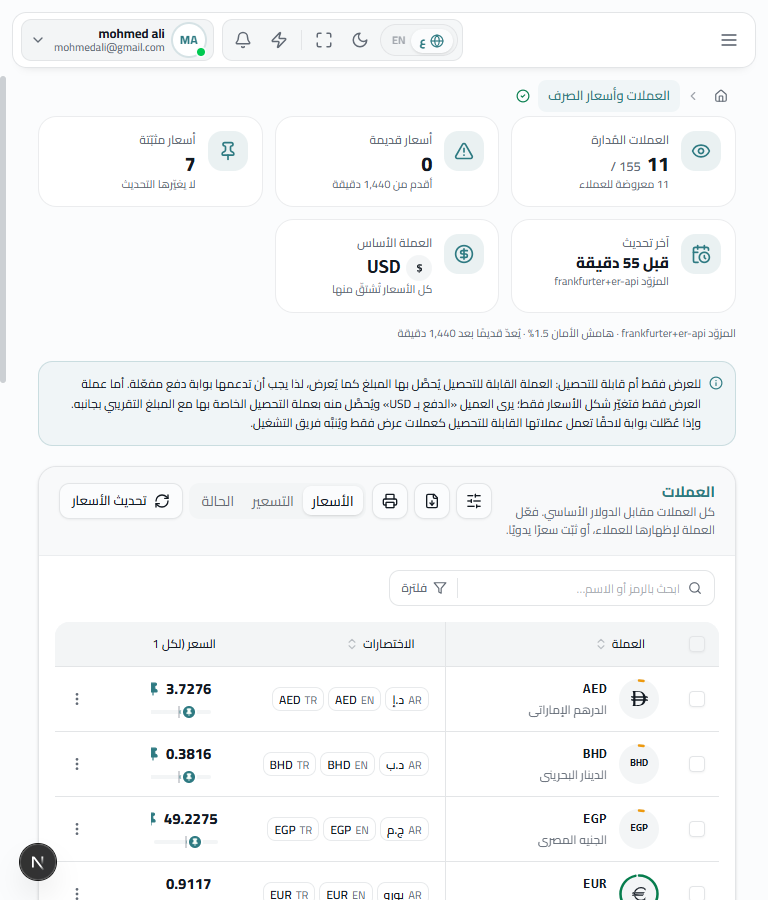 mohmed ali
mohmedali@gmail.com
MA
EN
ع
العملات وأسعار الصرف
العملات المُدارة
11 / 155
11 معروضة للعملاء
أسعار قديمة
0
أقدم من 1,440 دقيقة
أسعار مثبّتة
7
لا يغيّرها التحديث
آخر تحديث
قبل 55 دقيقة
المزوّد frankfurter+er-api
العملة الأساس
$ USD
كل الأسعار تُشتقّ منها
المزوّد frankfurter+er-api · هامش الأمان 1.5% · يُعدّ قديمًا بعد 1,440 دقيقة
للعرض فقط أم قابلة للتحصيل: العملة القابلة للتحصيل يُحصَّل بها المبلغ كما يُعرض، لذا يجب أن تدعمها بوابة دفع مفعّلة. أما عملة
العرض فقط فتغيّر شكل الأسعار فقط؛ يرى العميل «الدفع بـ USD» ويُحصَّل منه بعملة التحصيل الخاصة بها مع المبلغ التقريبي بجانبه.
وإذا عُطّلت بوابة لاحقًا تعمل عملاتها القابلة للتحصيل كعملات عرض فقط ويُنبَّه فريق التشغيل.
العملات
كل العملات مقابل الدولار الأساسي. فعّل
العملة لإظهارها للعملاء، أو ثبّت سعرًا يدويًا.
الأسعار
التسعير
الحالة
تحديث الأسعار
ابحث بالرمز أو الاسم...
فلترة
العملة
الاختصارات
السعر (لكل 1
AED
الدرهم الإماراتي
AR د.إ
EN AED
TR AED
3.7276
BHD
BHD
الدينار البحريني
AR د.ب
EN BHD
TR BHD
0.3816
EGP
EGP
الجنيه المصري
AR ج.م
EN EGP
TR EGP
49.2275
€
EUR
AR يورو
EN EUR
TR EUR
0.9117
N